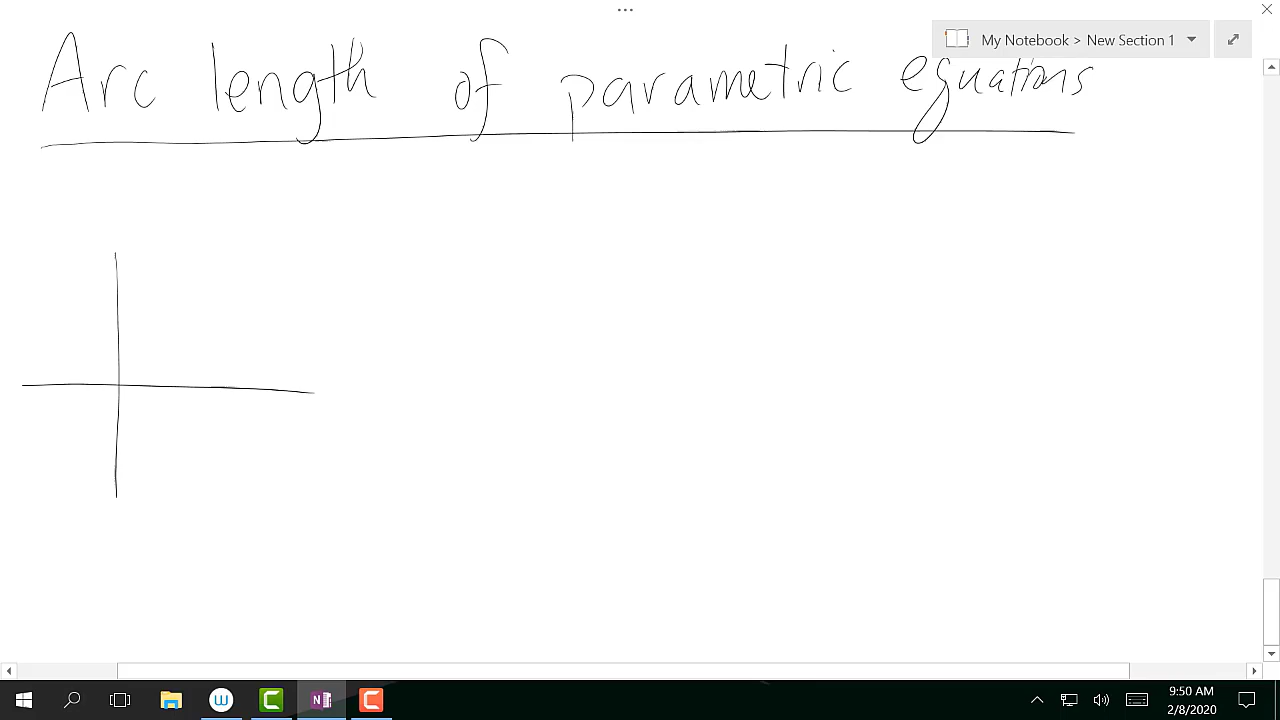 My Notebook > New Section 1
Arc length of parametric equations
9:50 AM
2/8/2020